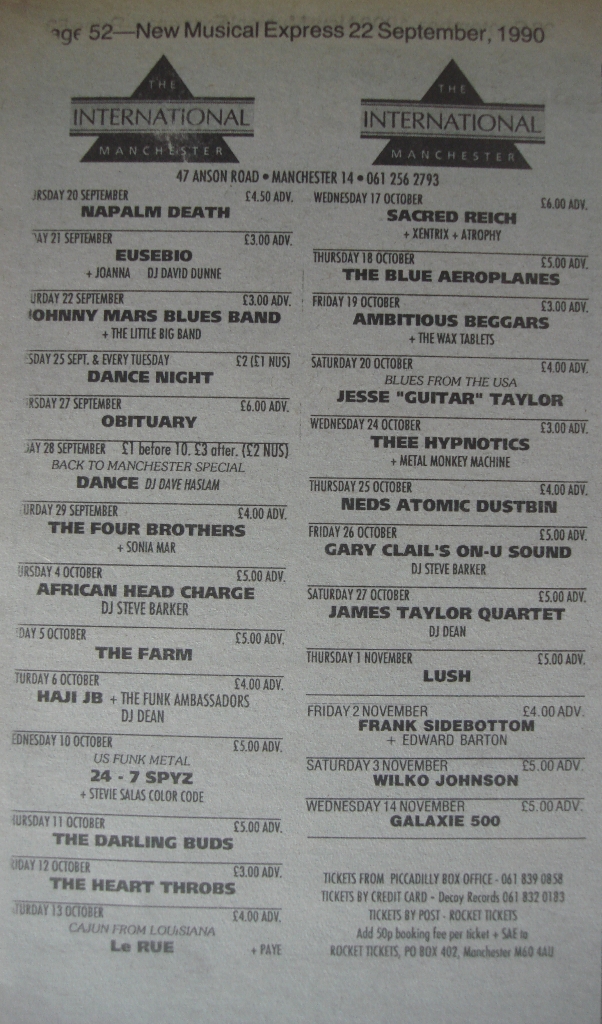 age 52—New Musical Express 22 September, 1990
THE
INTERNATIONAL
MANCHESTER
THE
INTERNATIONAL
MANCHESTER
47 ANSON ROAD • MANCHESTER 14 • 061 256 2793
URSDAY 20 SEPTEMBER £4.50 ADV.
NAPALM DEATH
DAY 21 SEPTEMBER £3.00 ADV.
EUSEBIO
+ JOANNA DJ DAVID DUNNE
URDAY 22 SEPTEMBER £3.00 ADV.
JOHNNY MARS BLUES BAND
+ THE LITTLE BIG BAND
ESDAY 25 SEPT. & EVERY TUESDAY £2 (£1 NUS)
DANCE NIGHT
URSDAY 27 SEPTEMBER £6.00 ADV.
OBITUARY
DAY 28 SEPTEMBER £1 before 10. £3 after. (£2 NUS)
BACK TO MANCHESTER SPECIAL
DANCE DJ DAVE HASLAM
URDAY 29 SEPTEMBER £4.00 ADV.
THE FOUR BROTHERS
+ SONIA MAR
URSDAY 4 OCTOBER £5.00 ADV.
AFRICAN HEAD CHARGE
DJ STEVE BARKER
DAY 5 OCTOBER £5.00 ADV.
THE FARM
TURDAY 6 OCTOBER £4.00 ADV.
HAJI JB + THE FUNK AMBASSADORS
DJ DEAN
EDNESDAY 10 OCTOBER £5.00 ADV.
US FUNK METAL
24 - 7 SPYZ
+ STEVIE SALAS COLOR CODE
URSDAY 11 OCTOBER £5.00 ADV.
THE DARLING BUDS
IDAY 12 OCTOBER £3.00 ADV.
THE HEART THROBS
TURDAY 13 OCTOBER £4.00 ADV.
CAJUN FROM LOUISIANA
Le RUE + PAYE
WEDNESDAY 17 OCTOBER £6.00 ADV.
SACRED REICH
+ XENTRIX + ATROPHY
THURSDAY 18 OCTOBER £5.00 ADV.
THE BLUE AEROPLANES
FRIDAY 19 OCTOBER £3.00 ADV.
AMBITIOUS BEGGARS
+ THE WAX TABLETS
SATURDAY 20 OCTOBER £4.00 ADV.
BLUES FROM THE USA
JESSE "GUITAR" TAYLOR
WEDNESDAY 24 OCTOBER £3.00 ADV.
THEE HYPNOTICS
+ METAL MONKEY MACHINE
THURSDAY 25 OCTOBER £4.00 ADV.
NEDS ATOMIC DUSTBIN
FRIDAY 26 OCTOBER £5.00 ADV.
GARY CLAIL'S ON-U SOUND
DJ STEVE BARKER
SATURDAY 27 OCTOBER £5.00 ADV.
JAMES TAYLOR QUARTET
DJ DEAN
THURSDAY 1 NOVEMBER £5.00 ADV.
LUSH
FRIDAY 2 NOVEMBER £4.00 ADV.
FRANK SIDEBOTTOM
+ EDWARD BARTON
SATURDAY 3 NOVEMBER £5.00 ADV.
WILKO JOHNSON
WEDNESDAY 14 NOVEMBER £5.00 ADV.
GALAXIE 500
TICKETS FROM PICCADILLY BOX OFFICE - 061 839 0858
TICKETS BY CREDIT CARD - Decoy Records 061 832 0183
TICKETS BY POST - ROCKET TICKETS
Add 50p booking fee per ticket + SAE to
ROCKET TICKETS, PO BOX 402, Manchester M60 4AU